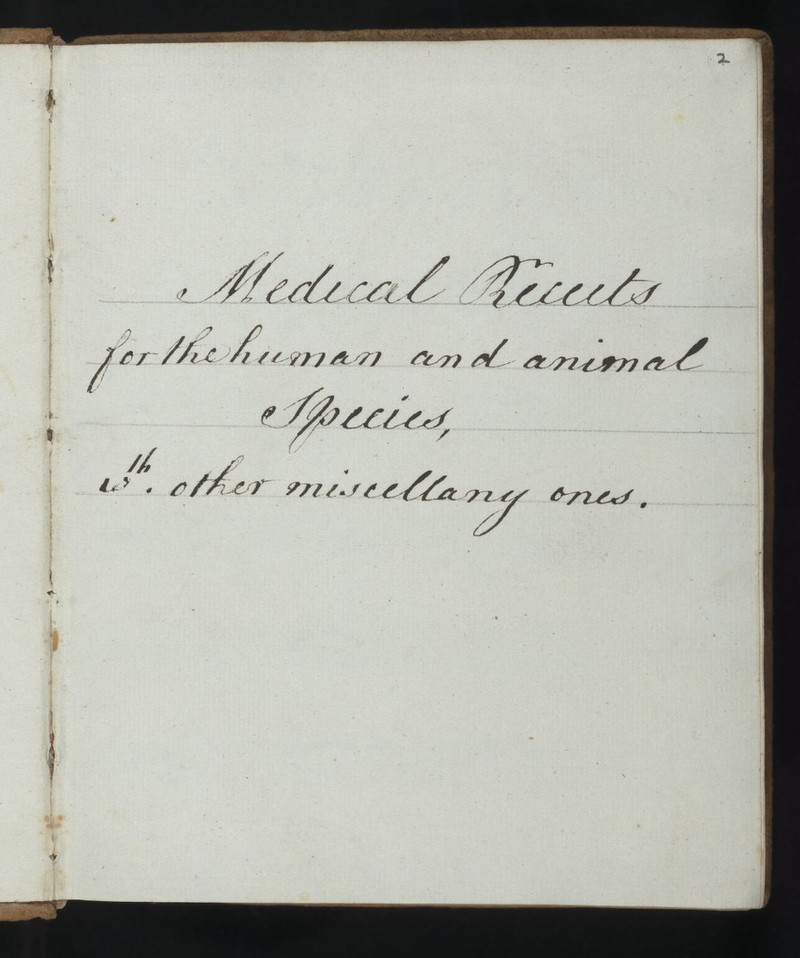 2
Medical Receits
for the human and animal
Species,
wth. other miscellany ones.